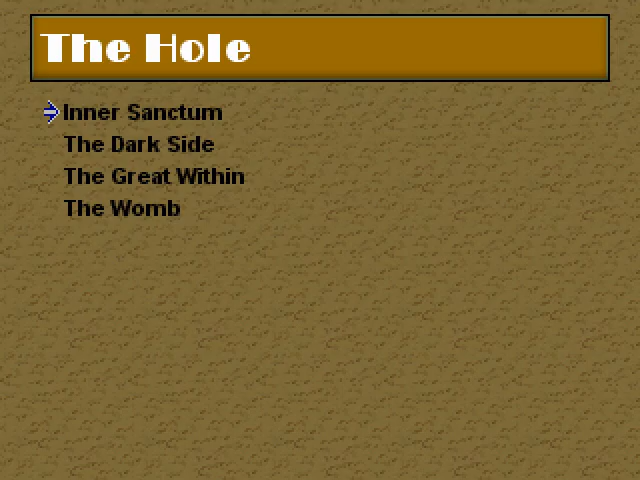 The Hole
Inner Sanctum
The Dark Side
The Great Within
The Womb